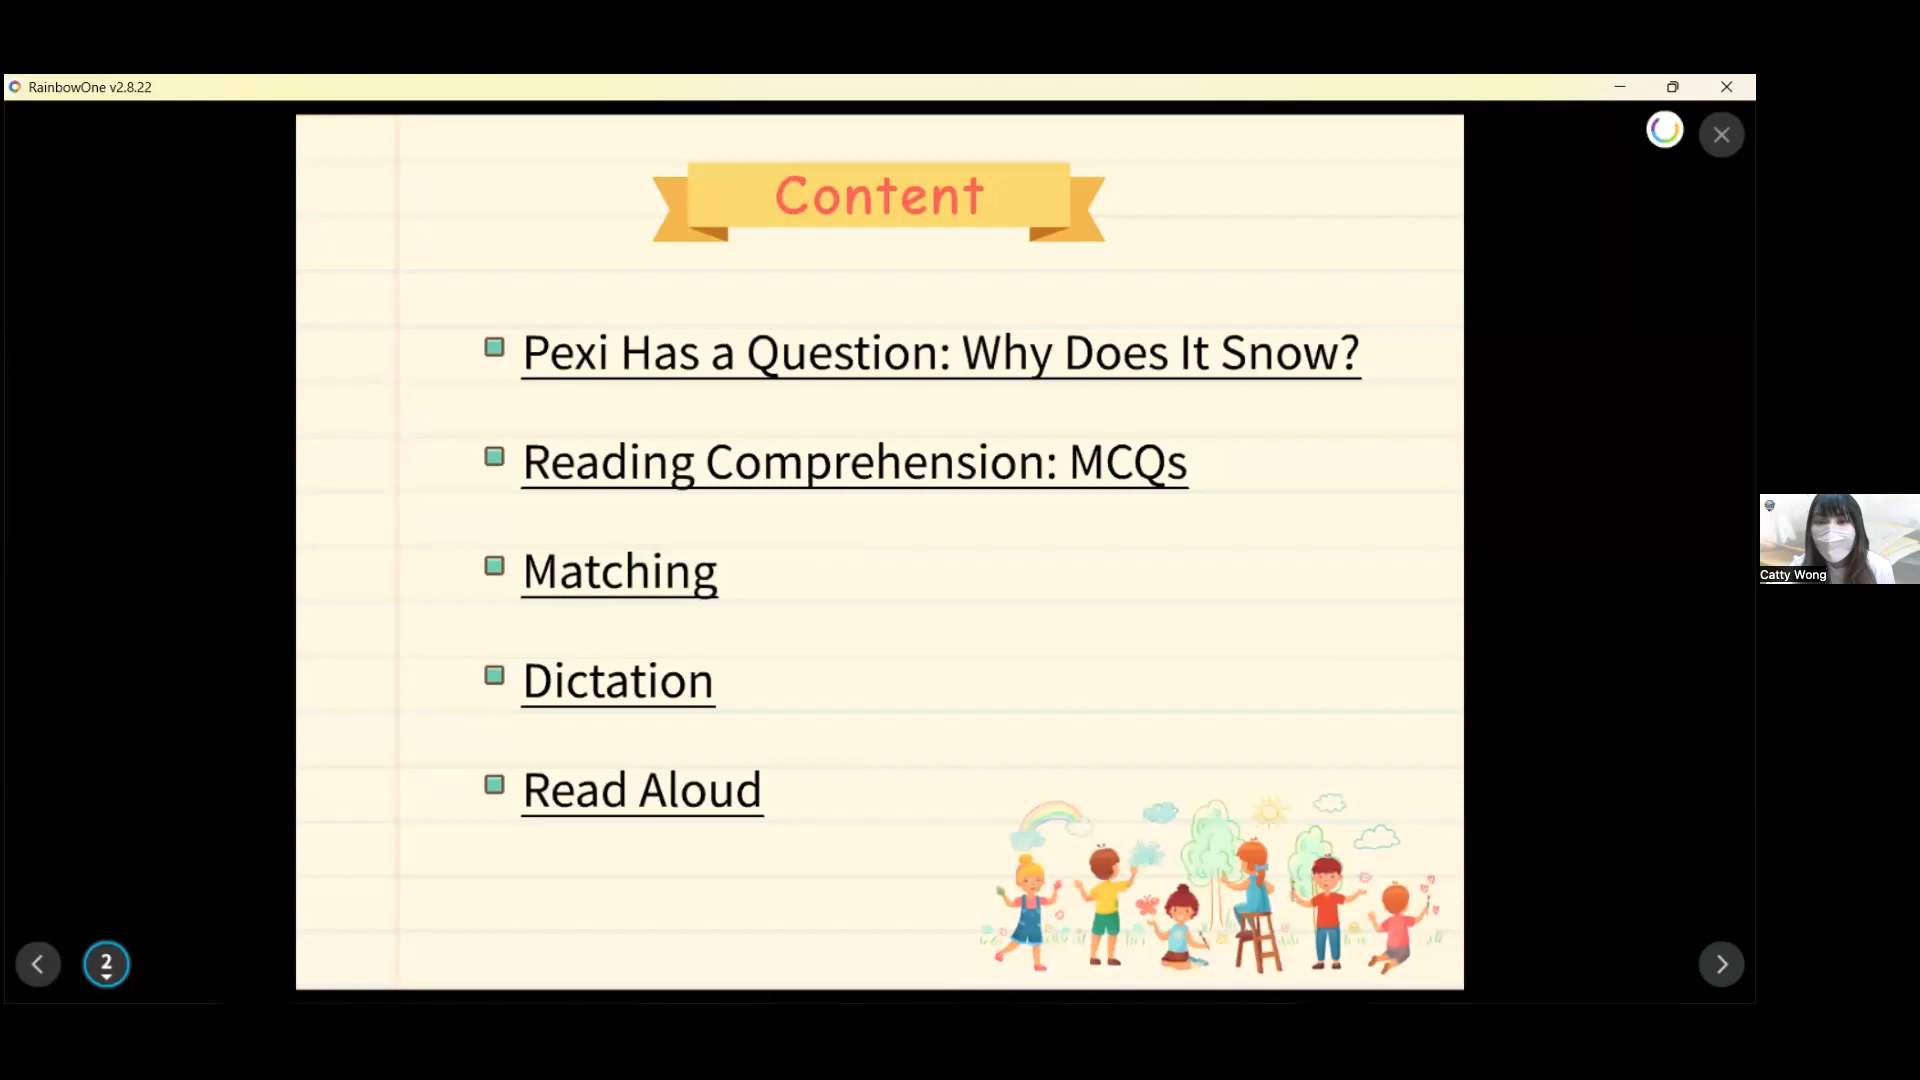 RainbowOne v2.8.22
Content
Pexi Has a Question: Why Does It Snow?
Reading Comprehension: MCQs
Matching
Dictation
Read Aloud
Catty Wong
2